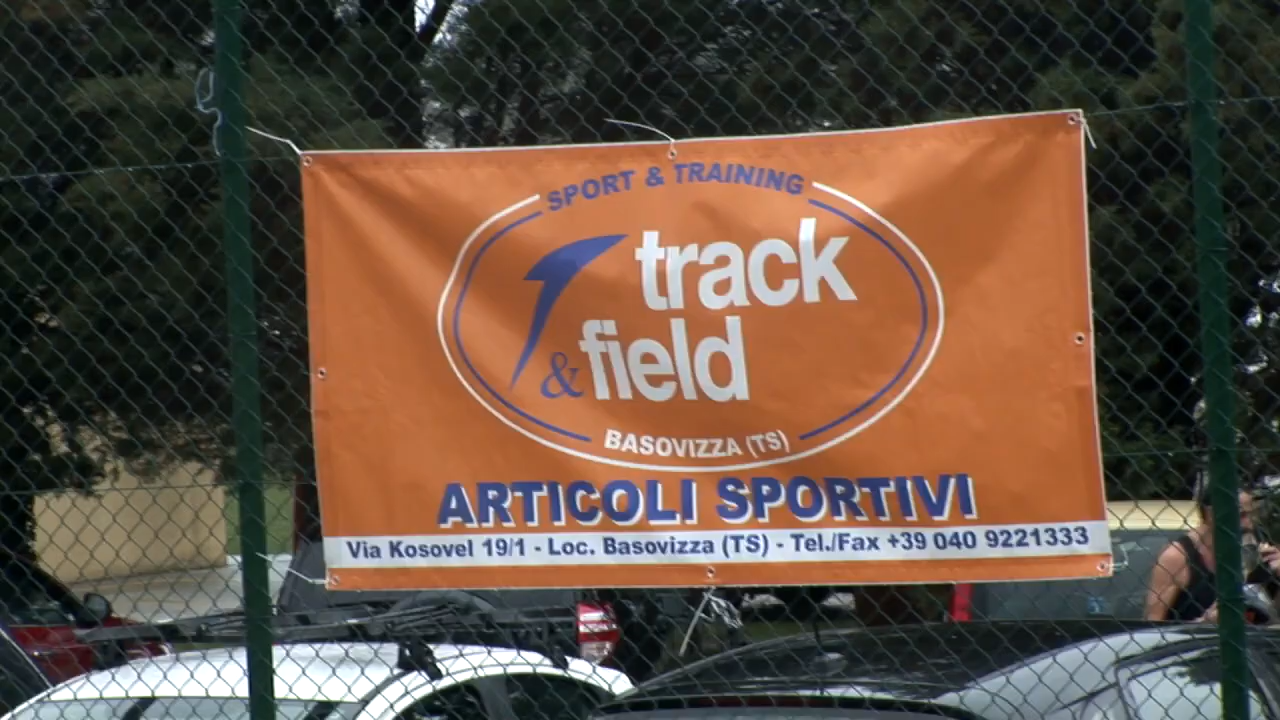 SPORT & TRAINING
track
& field
BASOVIZZA (TS)
ARTICOLI SPORTIVI
Via Kosovel 19/1 - Loc. Basovizza (TS) - Tel./Fax +39 040 9221333